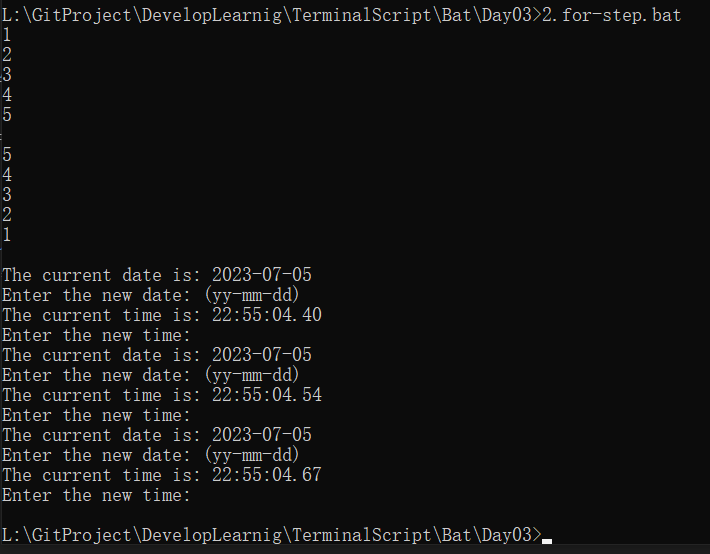 L:\GitProject\DevelopLearnig\TerminalScript\Bat\Day03>2.for-step.bat
1
2
3
4
5
5
4
3
2
1
The current date is: 2023-07-05
Enter the new date: (yy-mm-dd)
The current time is: 22:55:04.40
Enter the new time:
The current date is: 2023-07-05
Enter the new date: (yy-mm-dd)
The current time is: 22:55:04.54
Enter the new time:
The current date is: 2023-07-05
Enter the new date: (yy-mm-dd)
The current time is: 22:55:04.67
Enter the new time:
L:\GitProject\DevelopLearnig\TerminalScript\Bat\Day03>